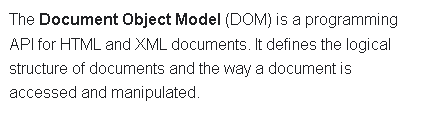 The Document Object Model (DOM) is a programming
API for HTML and XML documents. It defines the logical
structure of documents and the way a document is
accessed and manipulated.